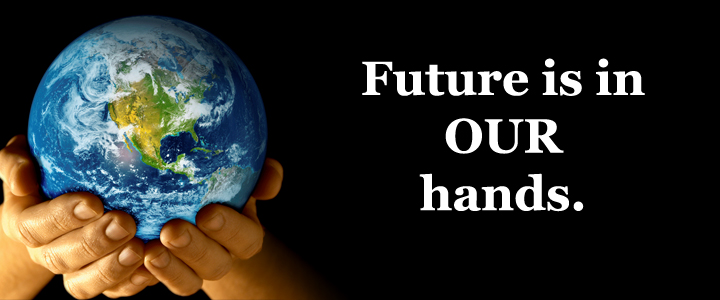 Future is in
OUR
hands.